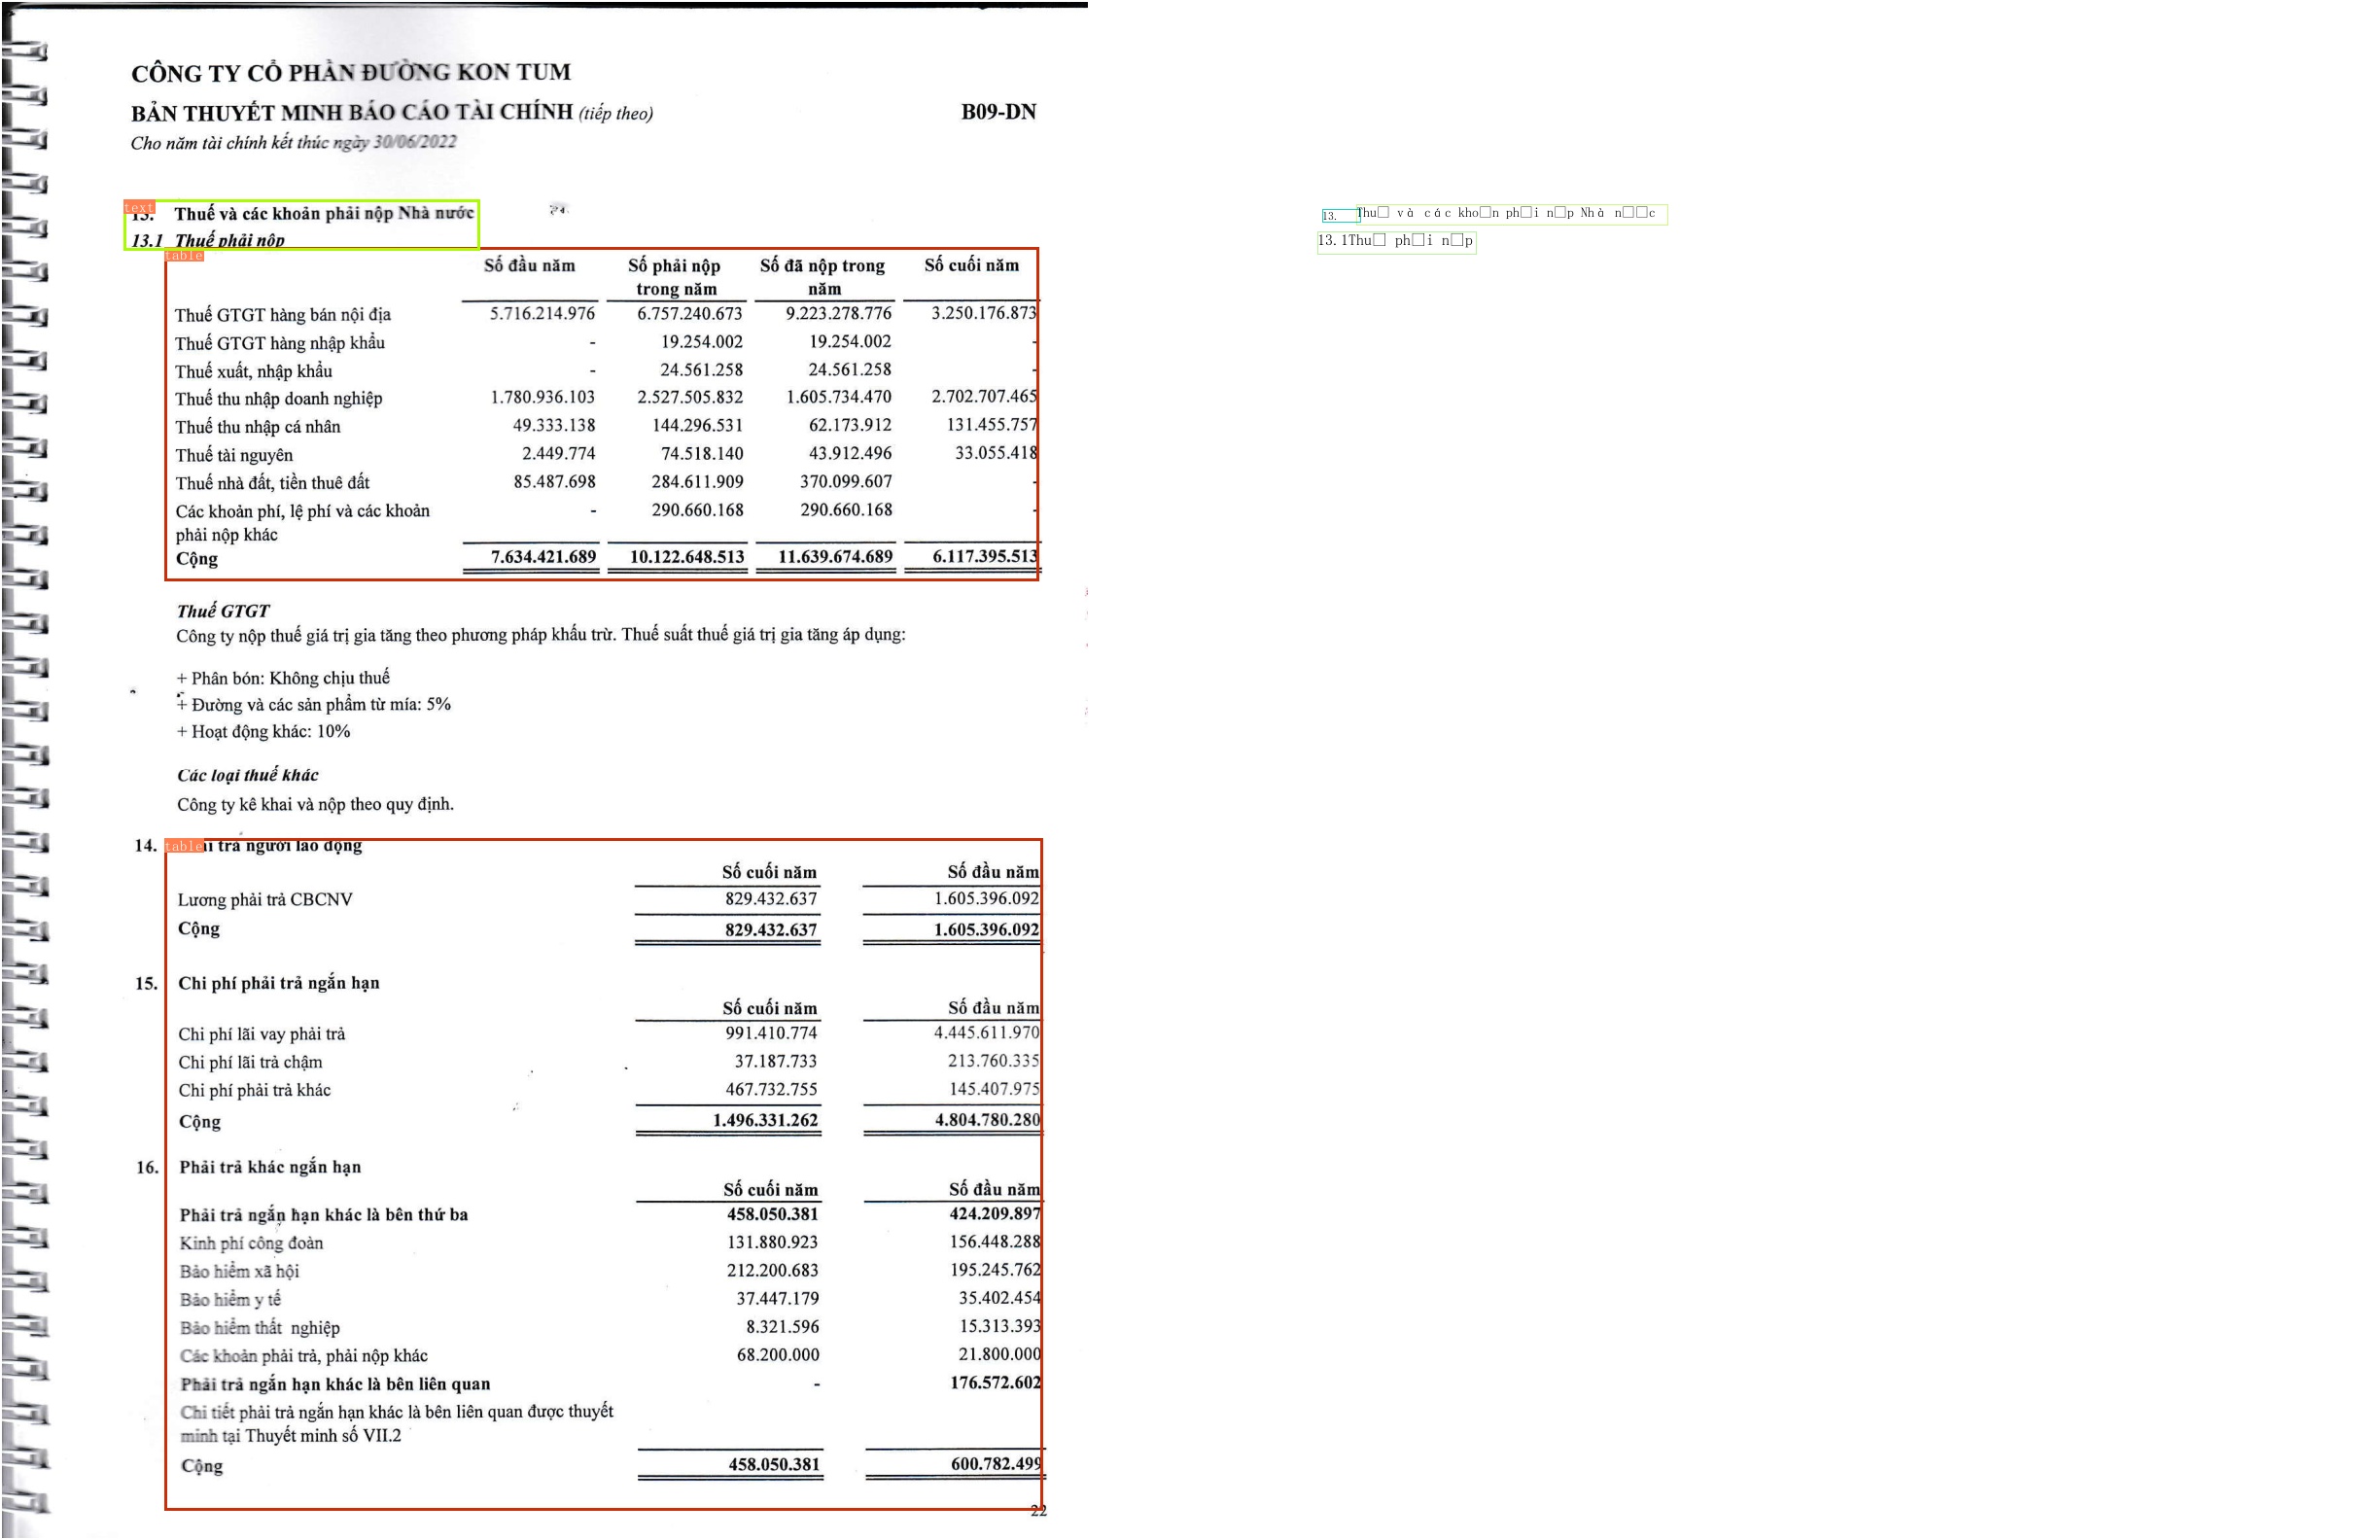 CÔNG TY CỔ PHẦN ĐƯỜNG KON TUM
BẢN THUYẾT MINH BÁO CÁO TÀI CHÍNH (tiếp theo) B09-DN
Cho năm tài chính kết thúc ngày 30/06/2022
text
13. Thuế và các khoản phải nộp Nhà nước
13.1 Thuế phải nộp
table
Số đầu năm Số phải nộp trong năm Số đã nộp trong năm Số cuối năm
Thuế GTGT hàng bán nội địa 5.716.214.976 6.757.240.673 9.223.278.776 3.250.176.873
Thuế GTGT hàng nhập khẩu - 19.254.002 19.254.002 -
Thuế xuất, nhập khẩu - 24.561.258 24.561.258 -
Thuế thu nhập doanh nghiệp 1.780.936.103 2.527.505.832 1.605.734.470 2.702.707.465
Thuế thu nhập cá nhân 49.333.138 144.296.531 62.173.912 131.455.757
Thuế tài nguyên 2.449.774 74.518.140 43.912.496 33.055.418
Thuế nhà đất, tiền thuê đất 85.487.698 284.611.909 370.099.607 -
Các khoản phí, lệ phí và các khoản - 290.660.168 290.660.168 -
phải nộp khác
Cộng 7.634.421.689 10.122.648.513 11.639.674.689 6.117.395.513
Thuế GTGT
Công ty nộp thuế giá trị gia tăng theo phương pháp khấu trừ. Thuế suất thuế giá trị gia tăng áp dụng:
+ Phân bón: Không chịu thuế
+ Đường và các sản phẩm từ mía: 5%
+ Hoạt động khác: 10%
Các loại thuế khác
Công ty kê khai và nộp theo quy định.
14. table trả người lao động
Số cuối năm Số đầu năm
Lương phải trả CBCNV 829.432.637 1.605.396.092
Cộng 829.432.637 1.605.396.092
15. Chi phí phải trả ngắn hạn
Số cuối năm Số đầu năm
Chi phí lãi vay phải trả 991.410.774 4.445.611.970
Chi phí lãi trả chậm 37.187.733 213.760.335
Chi phí phải trả khác 467.732.755 145.407.975
Cộng 1.496.331.262 4.804.780.280
16. Phải trả khác ngắn hạn
Số cuối năm Số đầu năm
Phải trả ngắn hạn khác là bên thứ ba 458.050.381 424.209.897
Kinh phí công đoàn 131.880.923 156.448.288
Bảo hiểm xã hội 212.200.683 195.245.762
Bảo hiểm y tế 37.447.179 35.402.454
Bảo hiểm thất nghiệp 8.321.596 15.313.393
Các khoản phải trả, phải nộp khác 68.200.000 21.800.000
Phải trả ngắn hạn khác là bên liên quan - 176.572.602
Chi tiết phải trả ngắn hạn khác là bên liên quan được thuyết
minh tại Thuyết minh số VII.2
Cộng 458.050.381 600.782.499
22
13. Thu□ và các kho□n ph□i n□p Nhà n□□c
13.1Thu□ ph□i n□p